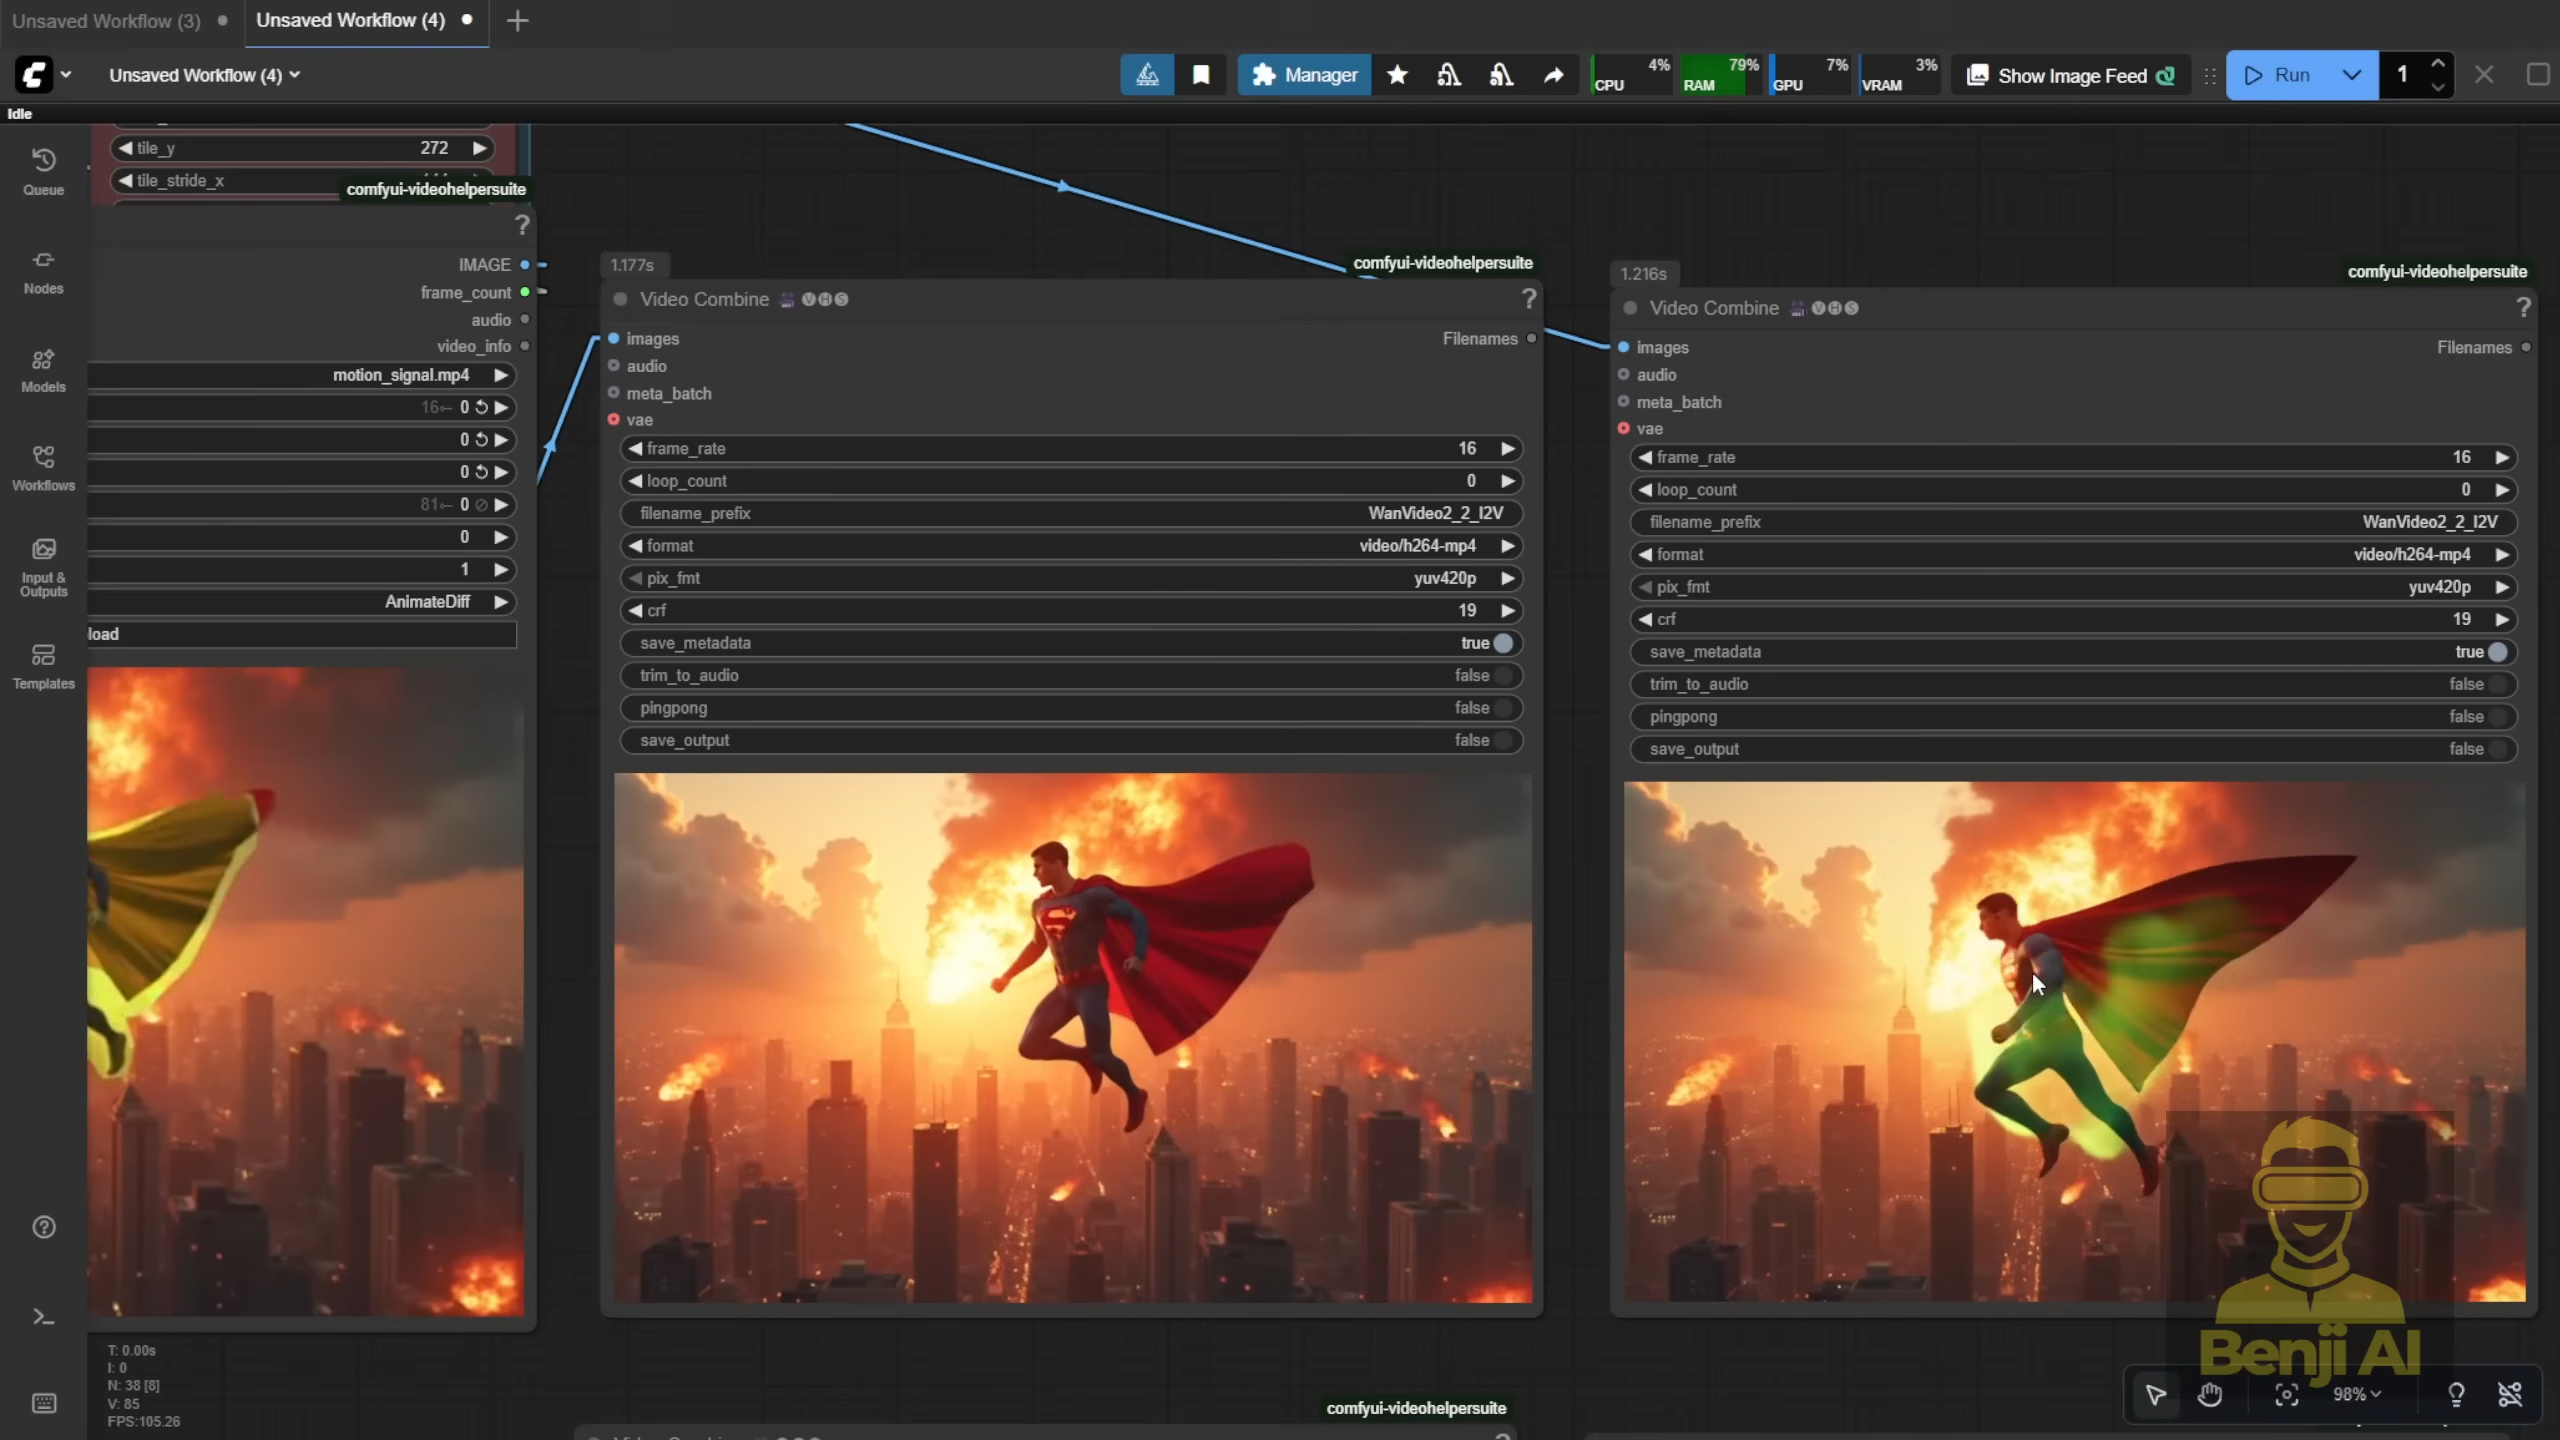 Unsaved Workflow (3)
Unsaved Workflow (4)
Unsaved Workflow (4)
Manager
CPU 4%
RAM 79%
GPU 7%
VRAM 3%
Show Image Feed
Run
1
Idle
Queue
Nodes
Models
Workflows
Input &
Outputs
Templates
tile_y 272
tile_stride_x
comfyui-videohelpersuite
?
IMAGE
frame_count
audio
video_info
motion_signal.mp4
16 0
0
0
81 0
0
1
AnimateDiff
load
1.177s
comfyui-videohelpersuite
Video Combine VHS ?
images Filenames
audio
meta_batch
vae
frame_rate 16
loop_count 0
filename_prefix WanVideo2_2_I2V
format video/h264-mp4
pix_fmt yuv420p
crf 19
save_metadata true
trim_to_audio false
pingpong false
save_output false
1.216s
comfyui-videohelpersuite
Video Combine VHS ?
images Filenames
audio
meta_batch
vae
frame_rate 16
loop_count 0
filename_prefix WanVideo2_2_I2V
format video/h264-mp4
pix_fmt yuv420p
crf 19
save_metadata true
trim_to_audio false
pingpong false
save_output false
Benji AI
T: 0.00s
I: 0
N: 38 [8]
V: 85
FPS:105.26
comfyui-videohelpersuite
98%